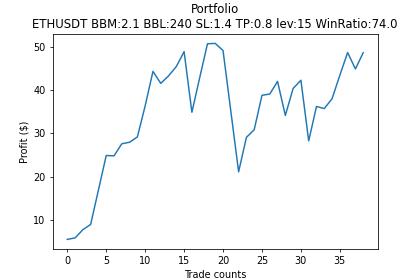 Portfolio
ETHUSDT BBM:2.1 BBL:240 SL:1.4 TP:0.8 lev:15 WinRatio:74.0
50
40
30
20
10
Profit ($)
0 5 10 15 20 25 30 35
Trade counts